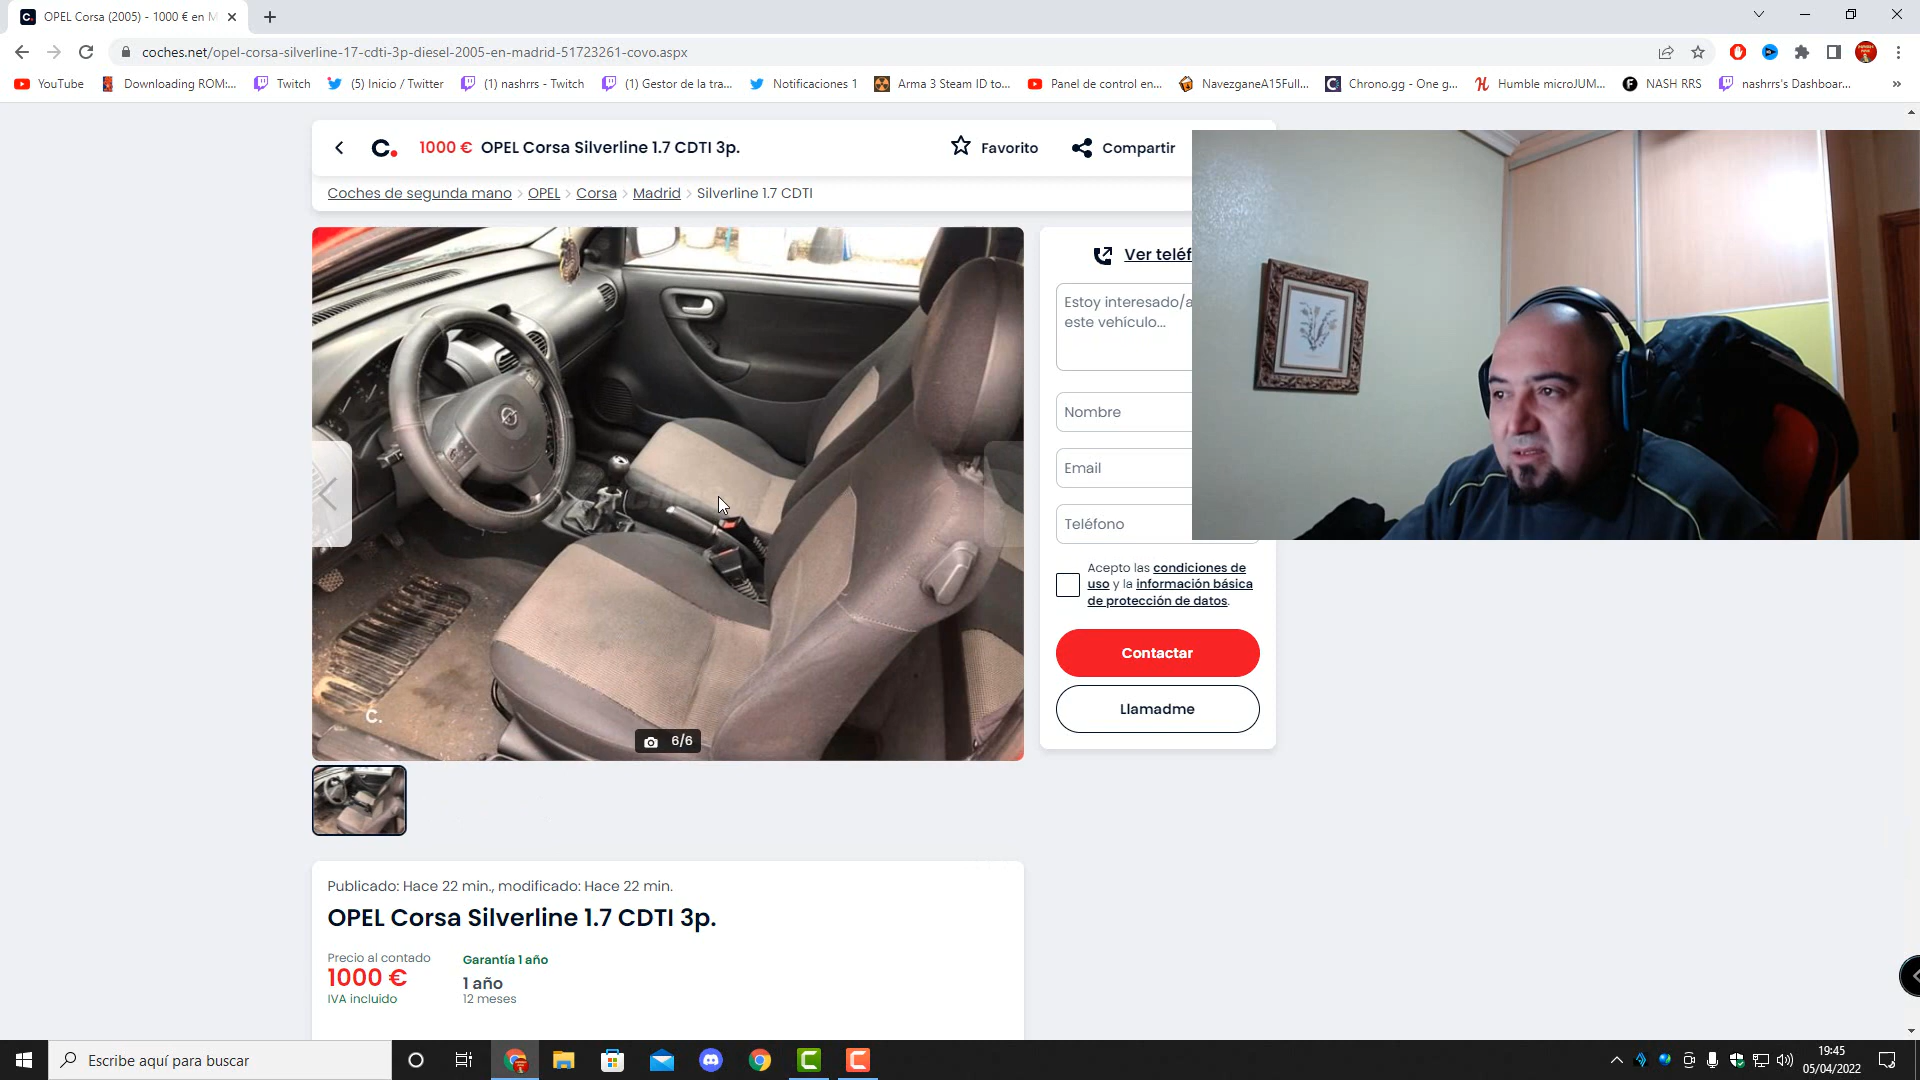 OPEL Corsa (2005) - 1000 € en M
coches.net/opel-corsa-silverline-17-cdti-3p-diesel-2005-en-madrid-51723261-covo.aspx
YouTube
Downloading ROM:...
Twitch
(5) Inicio / Twitter
(1) nashrrs - Twitch
(1) Gestor de la tra...
Notificaciones 1
Arma 3 Steam ID to...
Panel de control en...
NavezganeA15Full...
Chrono.gg - One g...
Humble microJUM...
NASH RRS
nashrrs's Dashboar...
»
C.
1000 € OPEL Corsa Silverline 1.7 CDTI 3p.
Favorito
Compartir
Coches de segunda mano > OPEL > Corsa > Madrid > Silverline 1.7 CDTI
Ver teléf
Estoy interesado/a
este vehículo...
Nombre
Email
Teléfono
Acepto las condiciones de
uso y la información básica
de protección de datos.
Contactar
Llamadme
C.
6/6
Publicado: Hace 22 min., modificado: Hace 22 min.
OPEL Corsa Silverline 1.7 CDTI 3p.
Precio al contado
1000 €
IVA incluido
Garantía 1 año
1 año
12 meses
Escribe aquí para buscar
19:45
05/04/2022